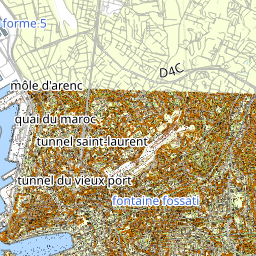 forme 5
D4C
môle d'arenc
quai du maroc
tunnel saint-laurent
tunnel du vieux port
fontaine fossati